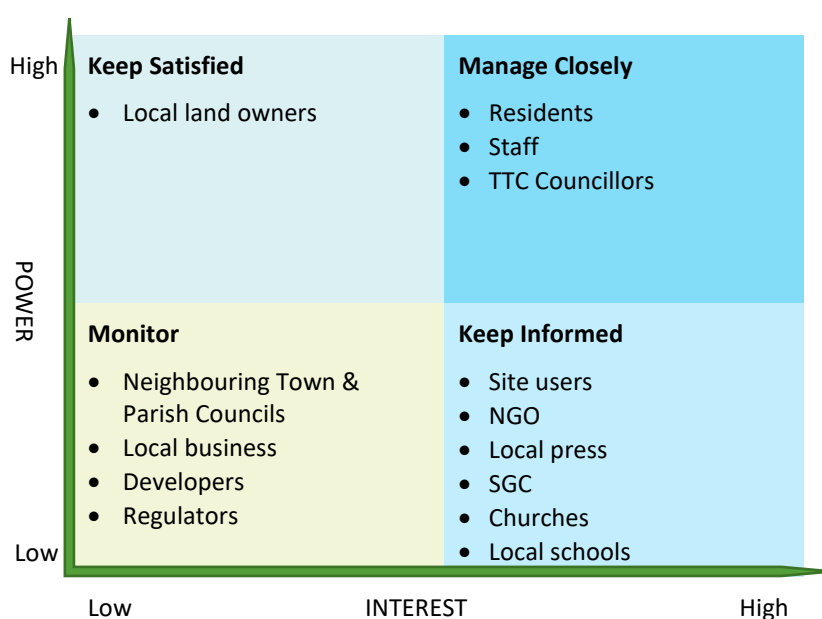 High
Keep Satisfied
• Local land owners
Manage Closely
• Residents
• Staff
• TTC Councillors
POWER
Monitor
• Neighbouring Town &
Parish Councils
• Local business
• Developers
• Regulators
Keep Informed
• Site users
• NGO
• Local press
• SGC
• Churches
• Local schools
Low
Low
INTEREST
High